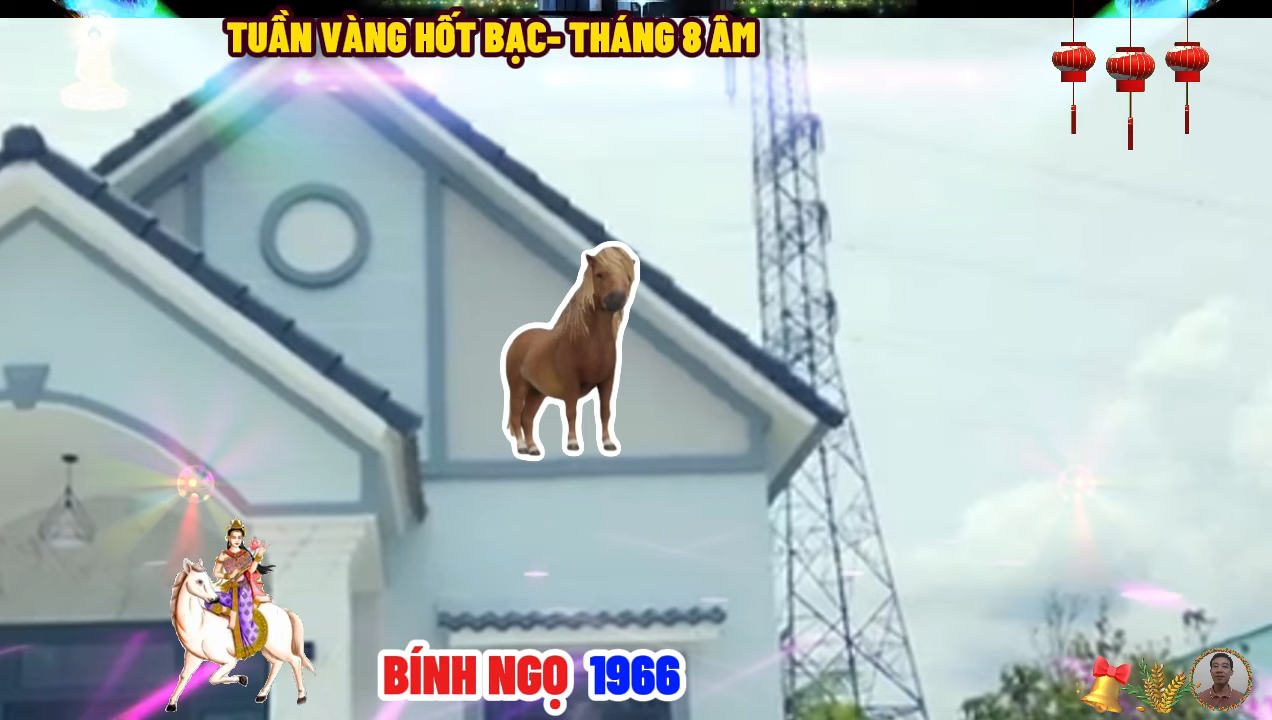 TUẦN VÀNG HỐT BẠC- THÁNG 8 ÂM
BÍNH NGỌ 1966